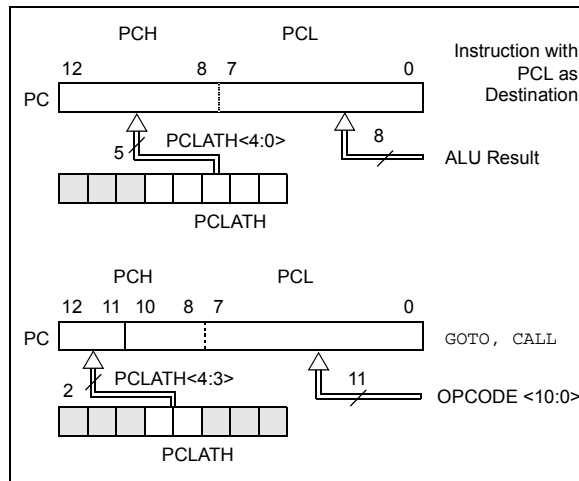 PCH PCL
12 8 7 0
Instruction with
PCL as
Destination
PC
5 PCLATH<4:0> 8
ALU Result
PCLATH
PCH PCL
12 11 10 8 7 0
PC GOTO, CALL
2 PCLATH<4:3> 11
OPCODE <10:0>
PCLATH